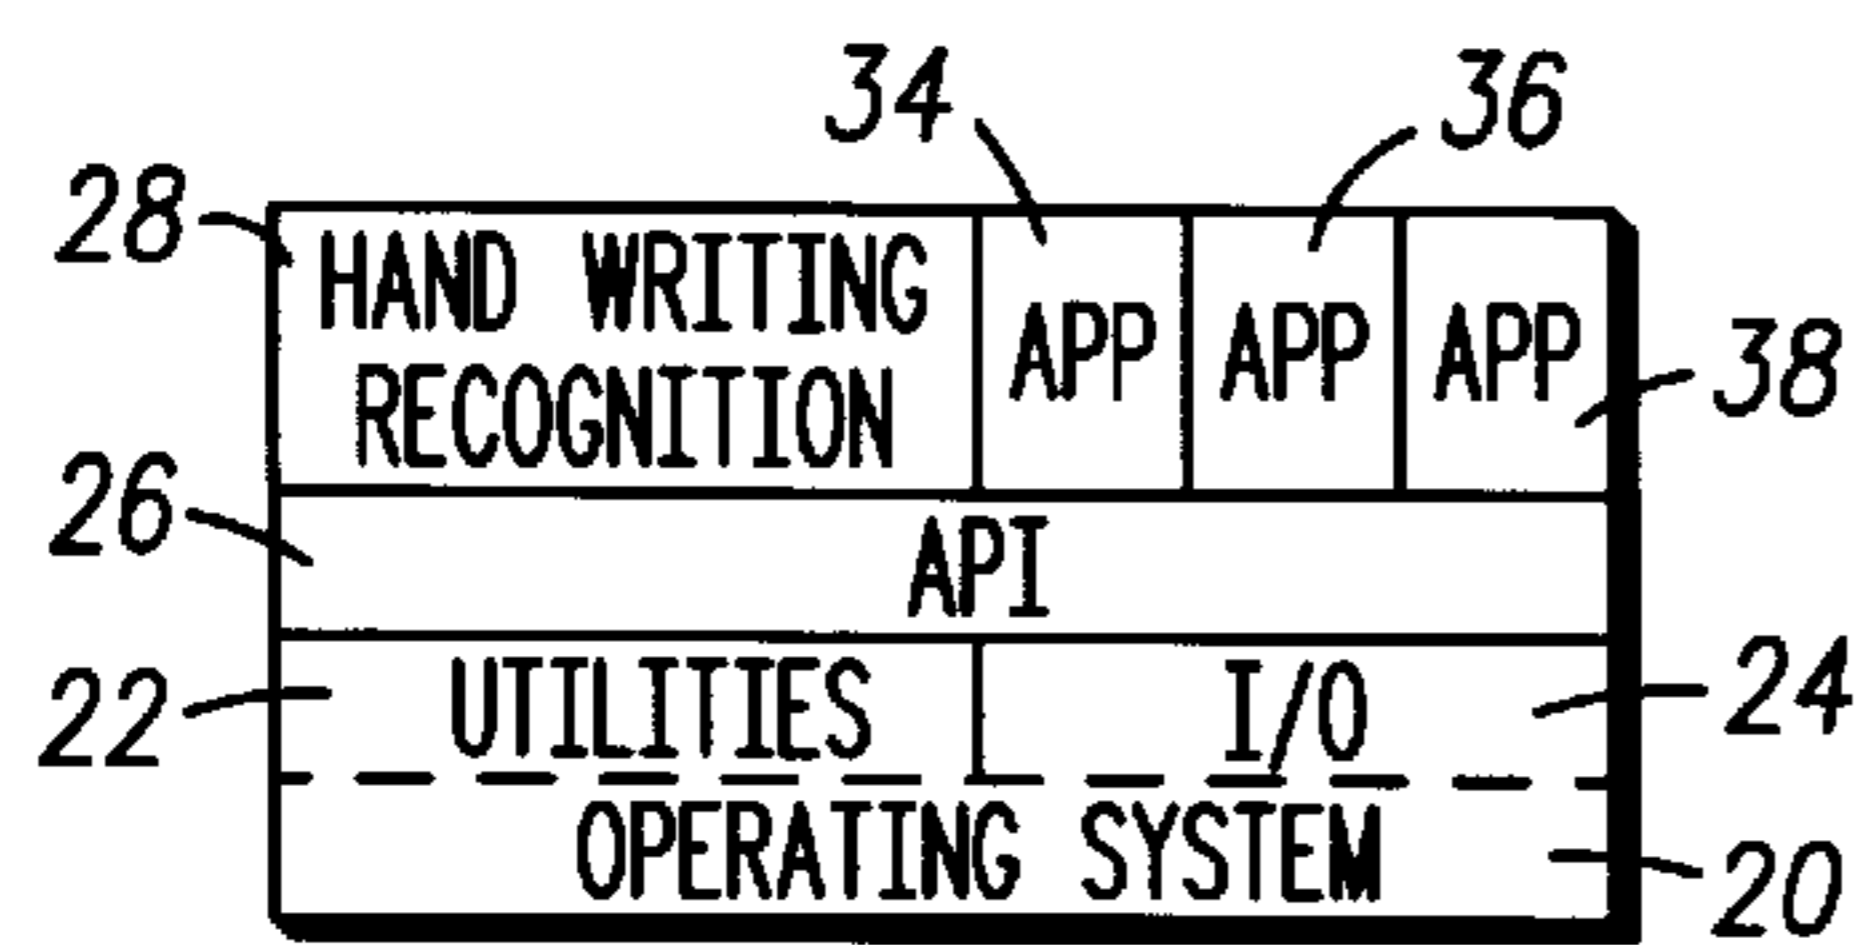 34 36
28 HAND WRITING
RECOGNITION
APP APP APP
38
26 API
22 UTILITIES I/O 24
OPERATING SYSTEM 20